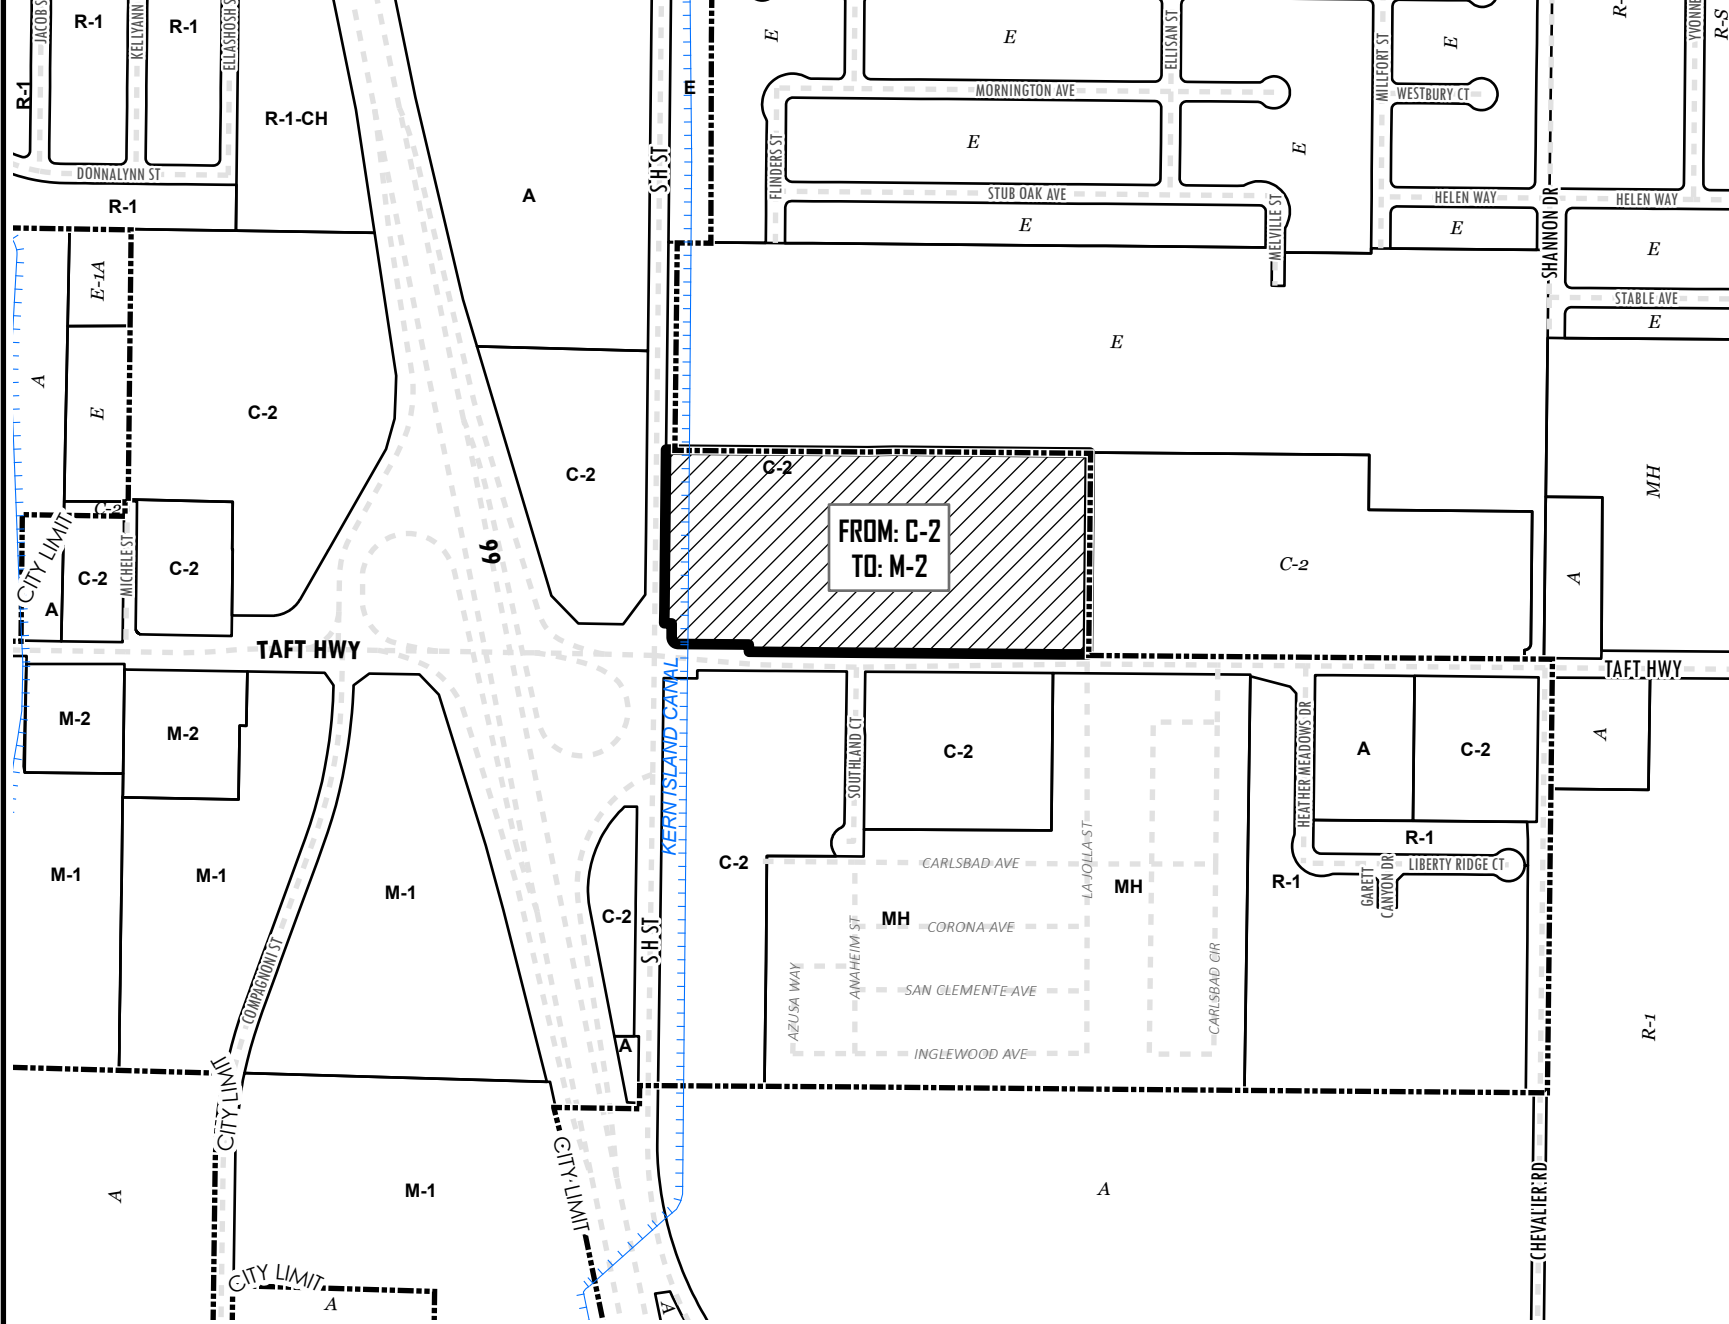 JACOB S
R-1
KELLYANN
R-1
ELLASHOSH S
R-1
R-1-CH
DONNALYNN ST
R-1
A
S H ST
E
E
E
ELLISAN ST
MILLFORT ST
E
R-
YVONNE
R-S
MORNINGTON AVE
WESTBURY CT
FLINDERS ST
E
E
STUB OAK AVE
MELVILLE ST
E
HELEN WAY
E
SHANNON DR
HELEN WAY
E
STABLE AVE
E
E-1A
A
E
C-2
C-2
E
C-2
FROM: C-2
TO: M-2
C-2
MH
A
C-2
CITY LIMIT
C-2
A
MICHELE ST
C-2
99
TAFT HWY
TAFT HWY
M-2
M-2
KERN ISLAND CANAL
SOUTHLAND CT
C-2
HEATHER MEADOWS DR
A
C-2
A
M-1
M-1
M-1
C-2
S H ST
C-2
CARLSBAD AVE
LA JOLLA ST
MH
R-1
R-1
LIBERTY RIDGE CT
GARETT
CANYON DR
MH
CORONA AVE
ANAHEIM ST
AZUSA WAY
SAN CLEMENTE AVE
CARLSBAD CIR
INGLEWOOD AVE
COMPAGNONI ST
A
R-1
CITY LIMIT
CITY LIMIT
A
M-1
A
CHEVALIER RD
CITY LIMIT
A
A